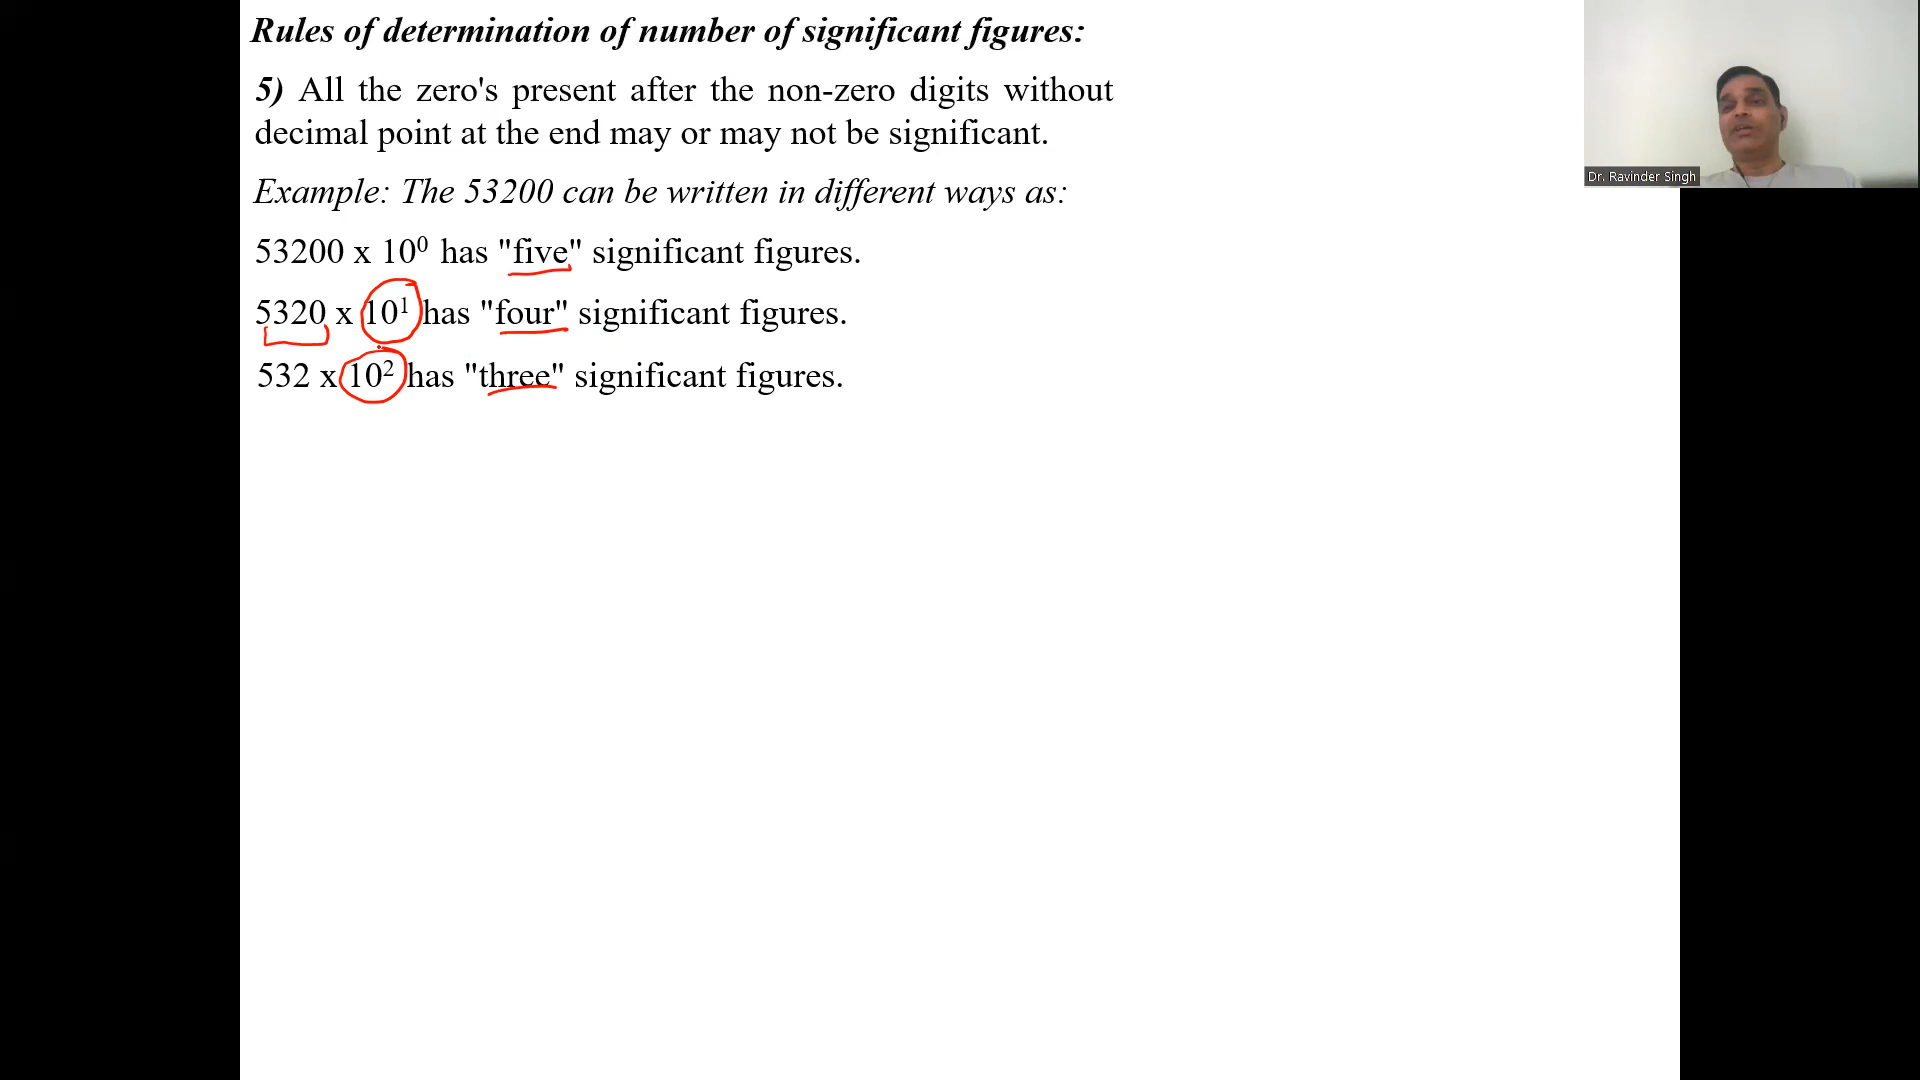 Rules of determination of number of significant figures:
5) All the zero's present after the non-zero digits without
decimal point at the end may or may not be significant.
Example: The 53200 can be written in different ways as:
53200 x 10⁰ has "five" significant figures.
5320 x 10¹ has "four" significant figures.
532 x 10² has "three" significant figures.
Dr. Ravinder Singh